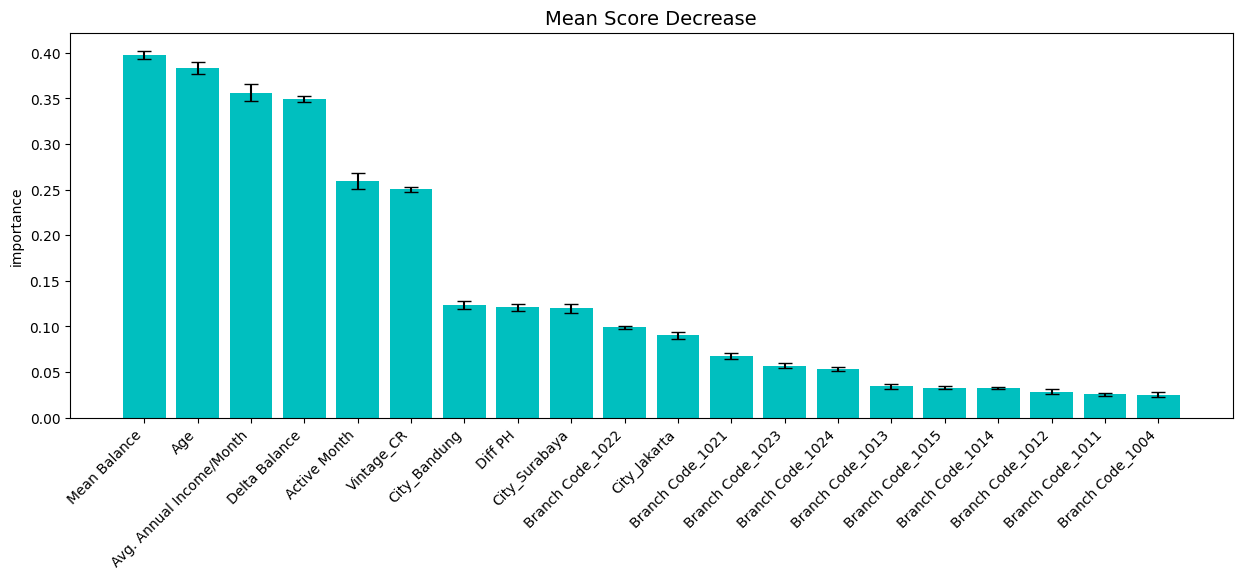 Mean Score Decrease
importance
0.40
0.35
0.30
0.25
0.20
0.15
0.10
0.05
0.00
Mean Balance
Age
Avg. Annual Income/Month
Delta Balance
Active Month
Vintage_CR
City_Bandung
Diff PH
City_Surabaya
Branch Code_1022
City_Jakarta
Branch Code_1021
Branch Code_1023
Branch Code_1024
Branch Code_1013
Branch Code_1015
Branch Code_1014
Branch Code_1012
Branch Code_1011
Branch Code_1004